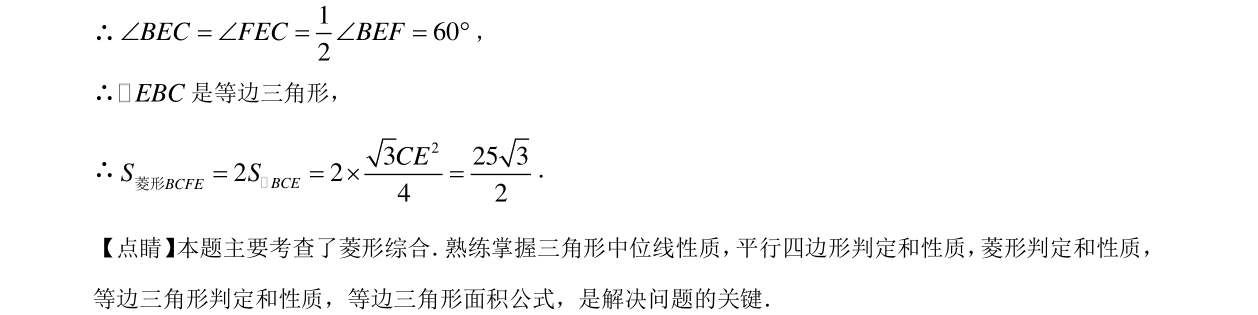 ∴ ∠BEC = ∠FEC = 1/2 ∠BEF = 60°，
∴ □ EBC 是等边三角形，
∴ S菱形BCFE = 2S□BCE = 2 × √3CE²/4 = 25√3/2．
【点睛】本题主要考查了菱形综合．熟练掌握三角形中位线性质，平行四边形判定和性质，菱形判定和性质，
等边三角形判定和性质，等边三角形面积公式，是解决问题的关键．